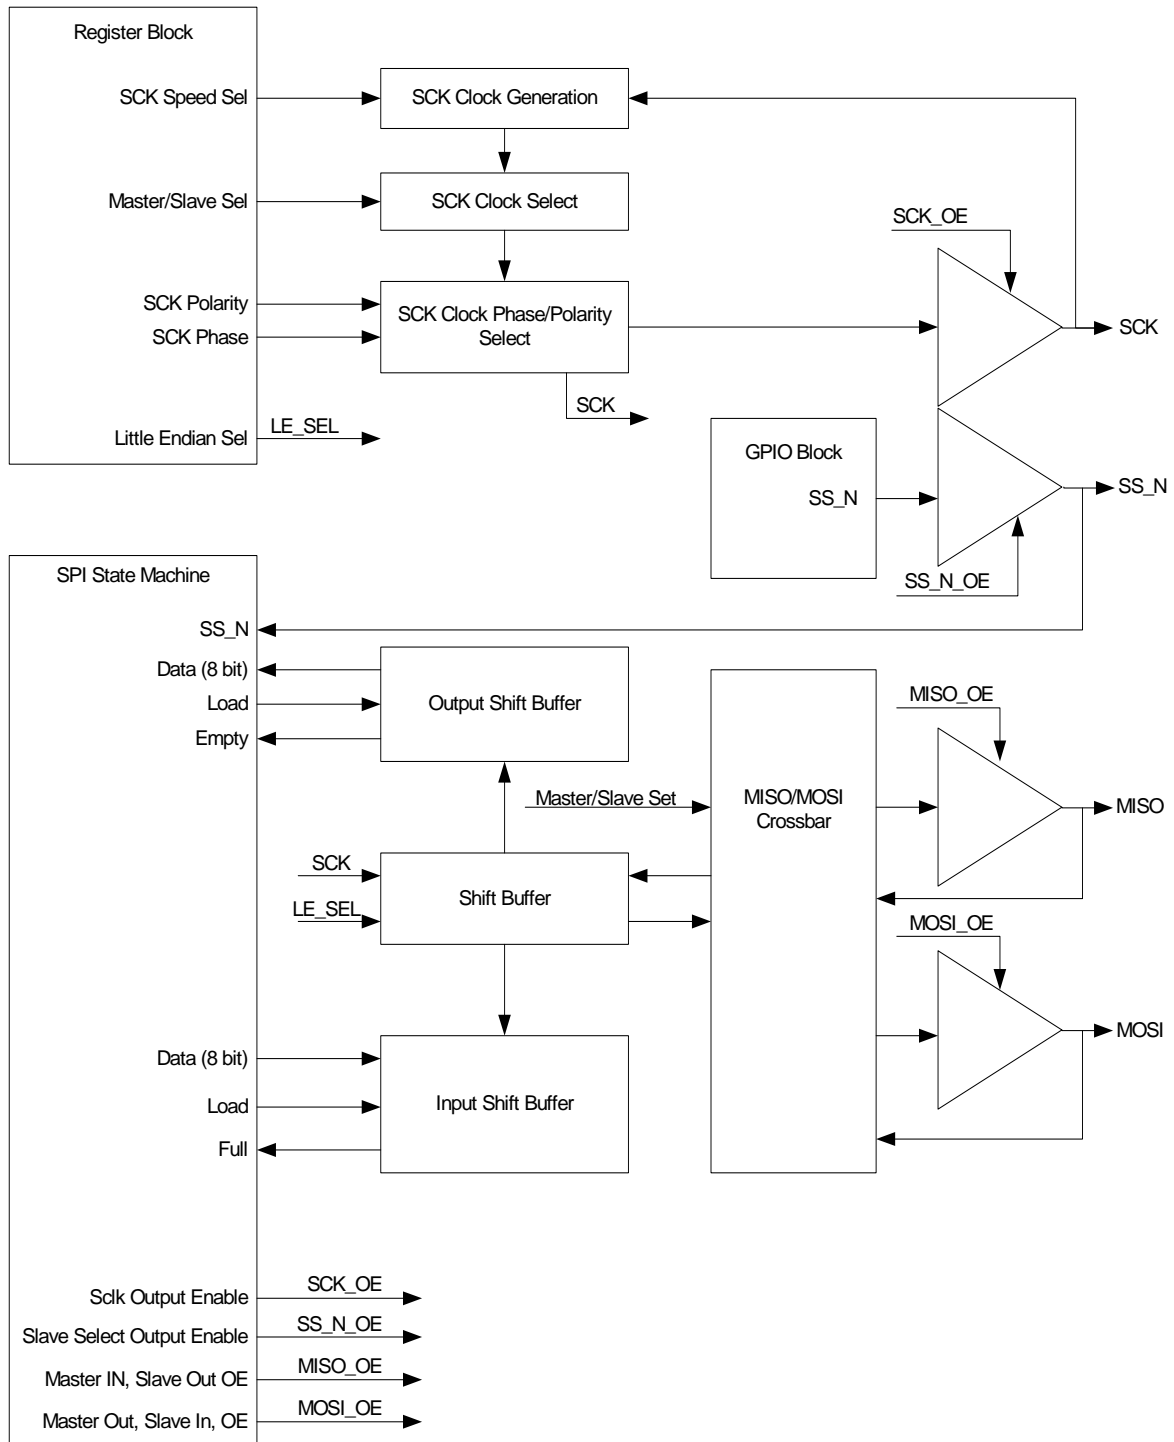 Register Block
SCK Speed Sel
SCK Clock Generation
Master/Slave Sel
SCK Clock Select
SCK_OE
SCK Polarity
SCK Phase
SCK Clock Phase/Polarity
Select
SCK
SCK
Little Endian Sel
LE_SEL
GPIO Block
SS_N
SS_N
SS_N_OE
SPI State Machine
SS_N
Data (8 bit)
Load
Empty
Output Shift Buffer
MISO_OE
Master/Slave Set
MISO/MOSI
Crossbar
MISO
SCK
LE_SEL
Shift Buffer
MOSI_OE
MOSI
Data (8 bit)
Load
Full
Input Shift Buffer
Sclk Output Enable
SCK_OE
Slave Select Output Enable
SS_N_OE
Master IN, Slave Out OE
MISO_OE
Master Out, Slave In, OE
MOSI_OE